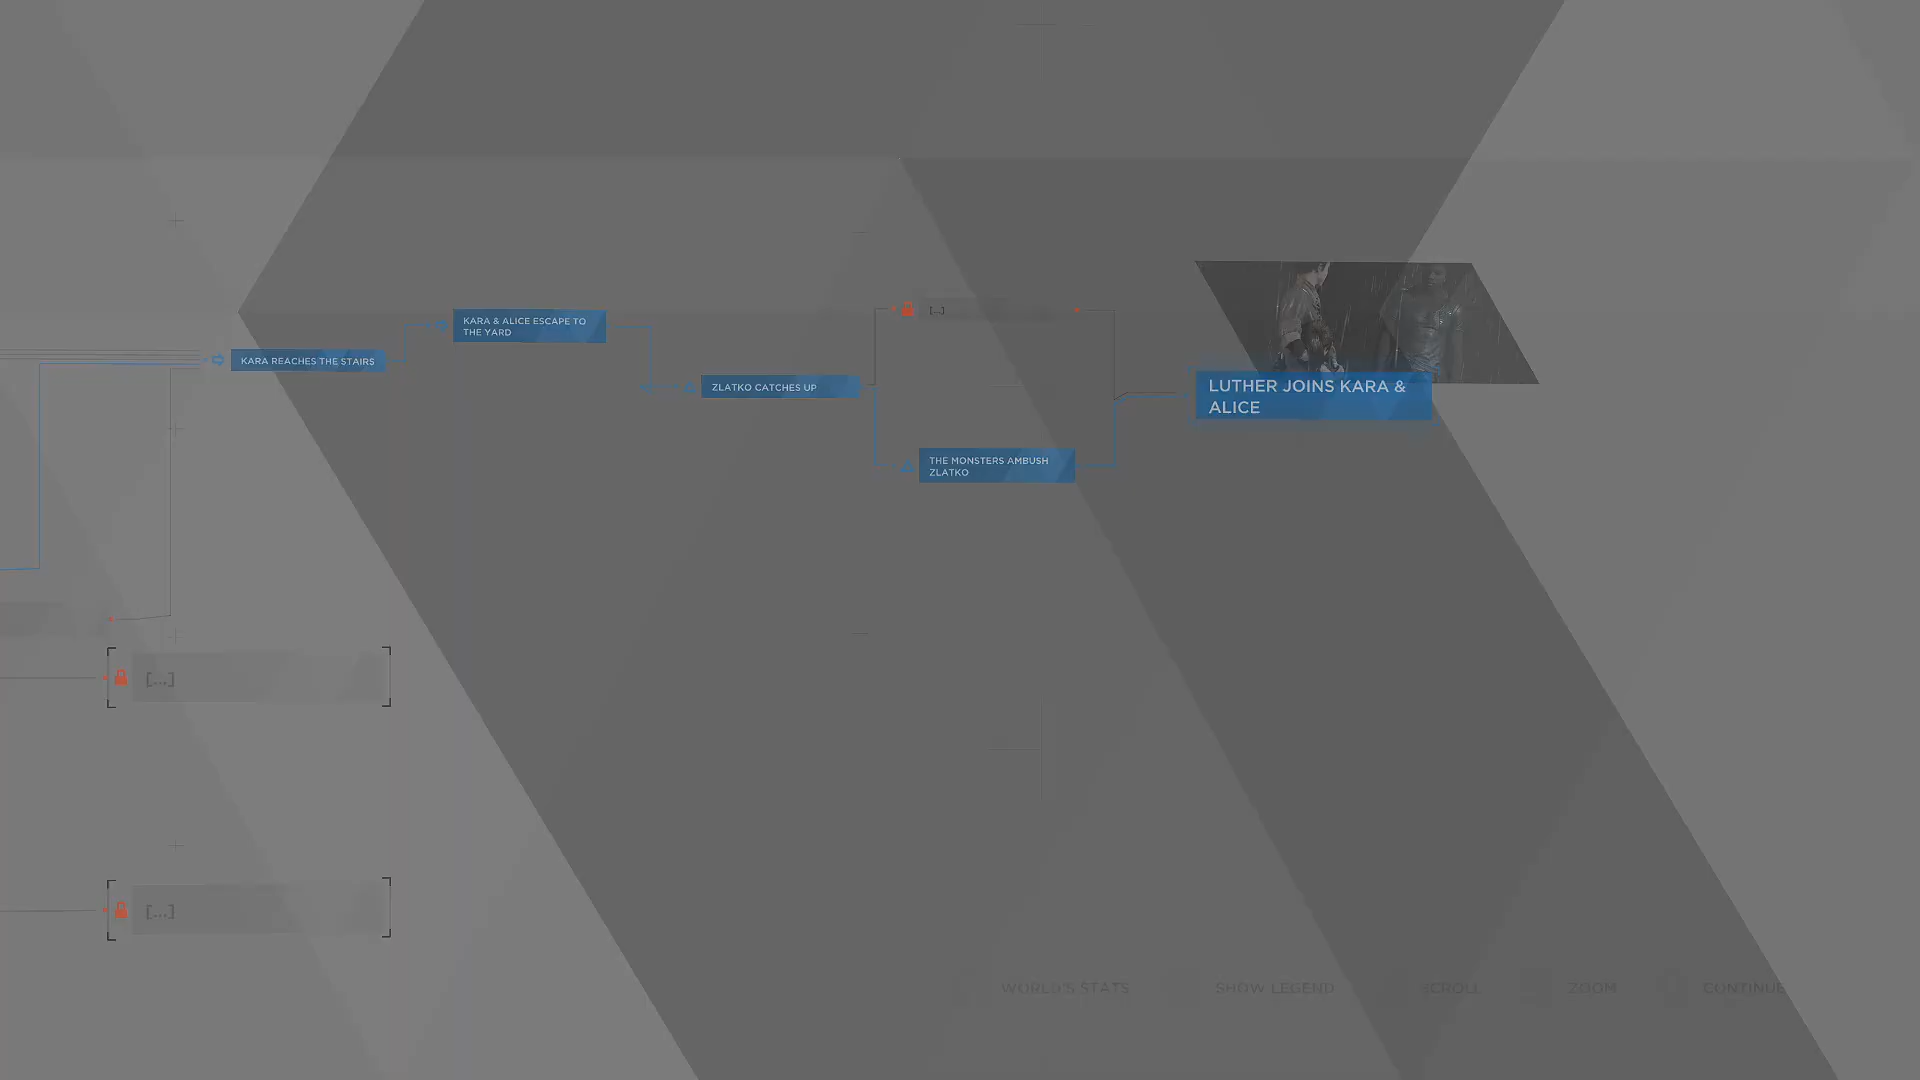 KARA REACHES THE STAIRS
KARA & ALICE ESCAPE TO
THE YARD
ZLATKO CATCHES UP
[...]
THE MONSTERS AMBUSH
ZLATKO
LUTHER JOINS KARA &
ALICE
[...]
[...]
WORLD'S STATS
SHOW LEGEND
SCROLL
ZOOM
CONTINUE